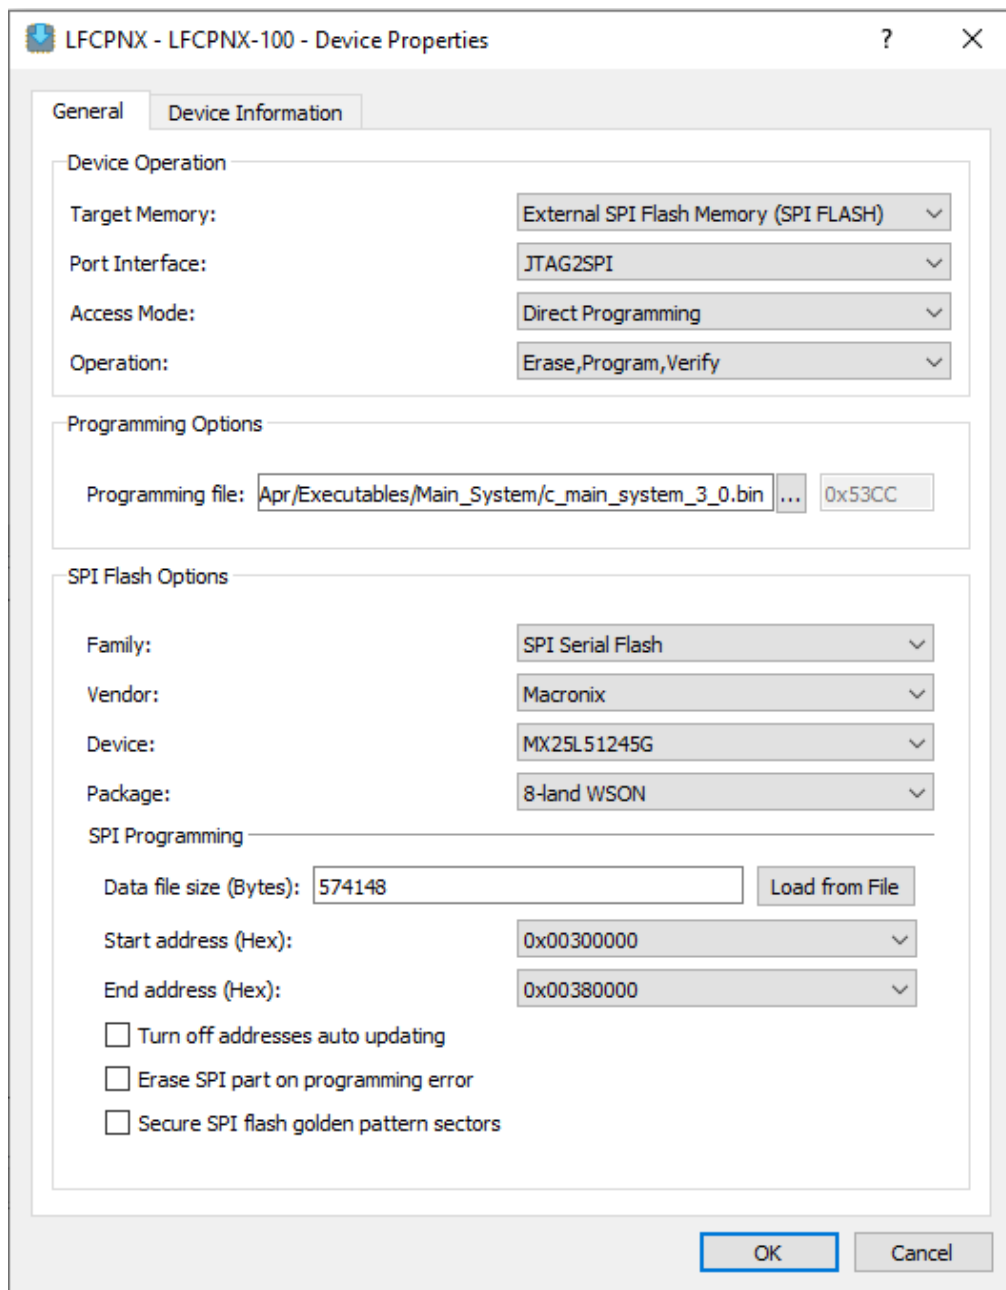 LFCPNX - LFCPNX-100 - Device Properties ? ×
General Device Information
Device Operation
Target Memory: External SPI Flash Memory (SPI FLASH)
Port Interface: JTAG2SPI
Access Mode: Direct Programming
Operation: Erase,Program,Verify
Programming Options
Programming file: Apr/Executables/Main_System/c_main_system_3_0.bin ... 0x53CC
SPI Flash Options
Family: SPI Serial Flash
Vendor: Macronix
Device: MX25L51245G
Package: 8-land WSON
SPI Programming
Data file size (Bytes): 574148 Load from File
Start address (Hex): 0x00300000
End address (Hex): 0x00380000
Turn off addresses auto updating
Erase SPI part on programming error
Secure SPI flash golden pattern sectors
OK Cancel